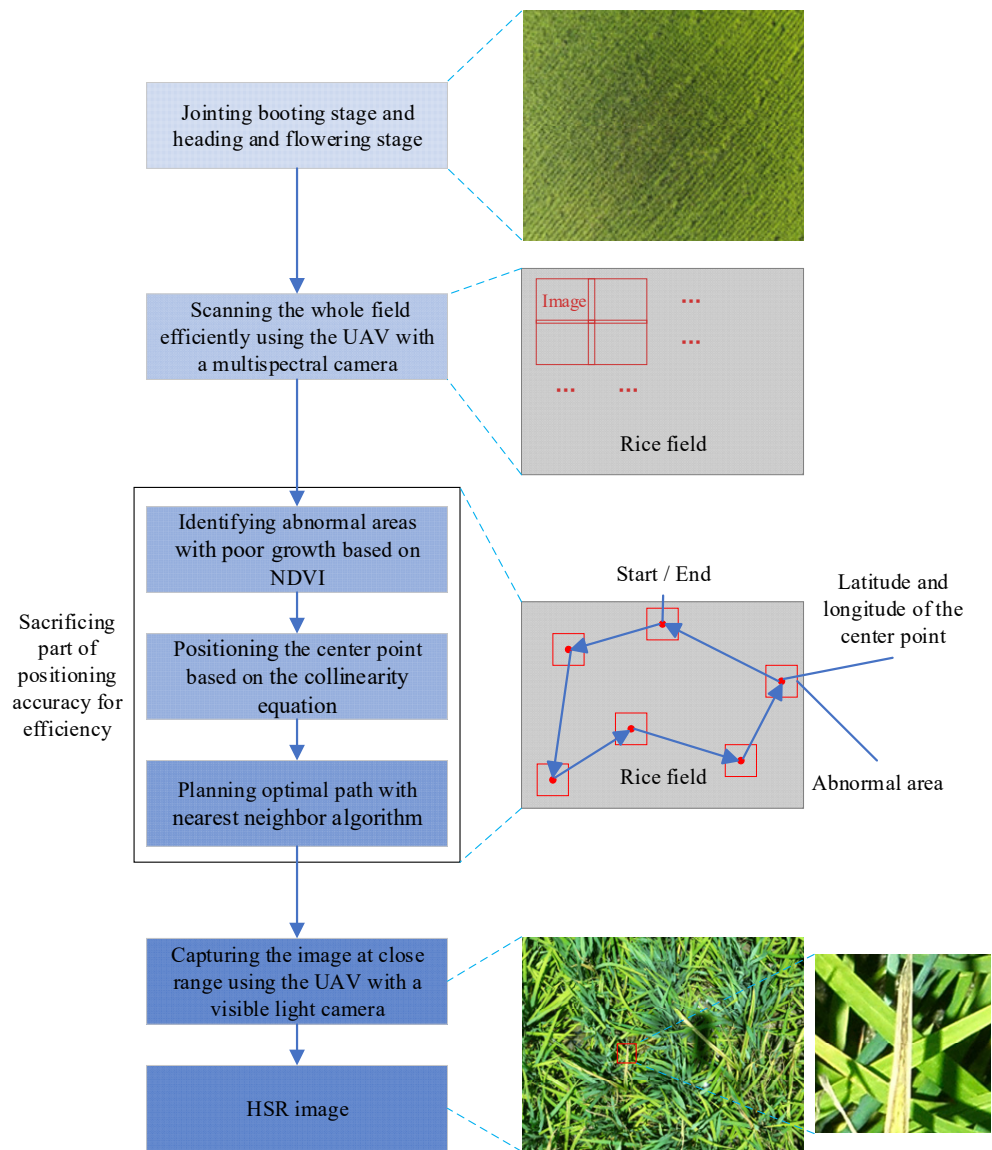 Jointing booting stage and
heading and flowering stage
Scanning the whole field
efficiently using the UAV with
a multispectral camera
Image
...
...
... ...
Rice field
Sacrificing
part of
positioning
accuracy for
efficiency
Identifying abnormal areas
with poor growth based on
NDVI
Positioning the center point
based on the collinearity
equation
Planning optimal path with
nearest neighbor algorithm
Start / End
Latitude and
longitude of the
center point
Rice field
Abnormal area
Capturing the image at close
range using the UAV with a
visible light camera
HSR image